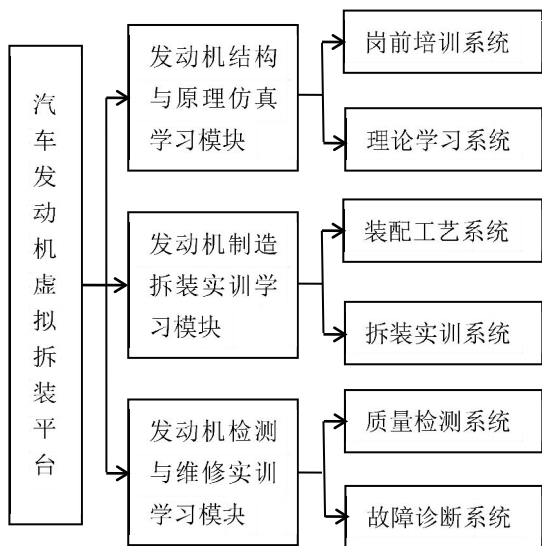 汽车发动机虚拟拆装平台
发动机结构
与原理仿真
学习模块
岗前培训系统
理论学习系统
发动机制造
拆装实训学
习模块
装配工艺系统
拆装实训系统
发动机检测
与维修实训
学习模块
质量检测系统
故障诊断系统